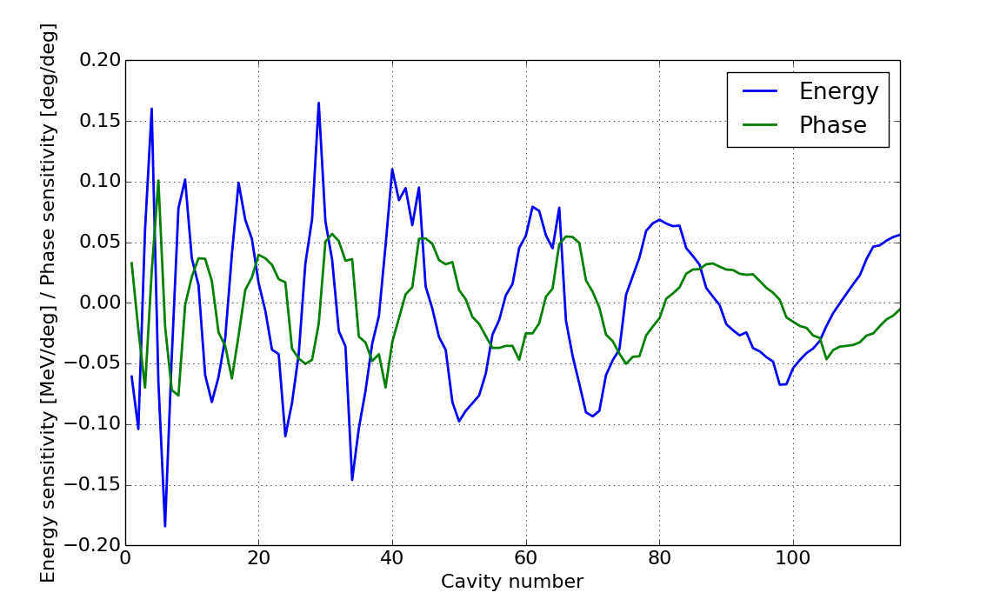 Energy sensitivity [MeV/deg] / Phase sensitivity [deg/deg]
0.20
0.15
0.10
0.05
0.00
−0.05
−0.10
−0.15
−0.20
0 20 40 60 80 100
Cavity number
Energy
Phase